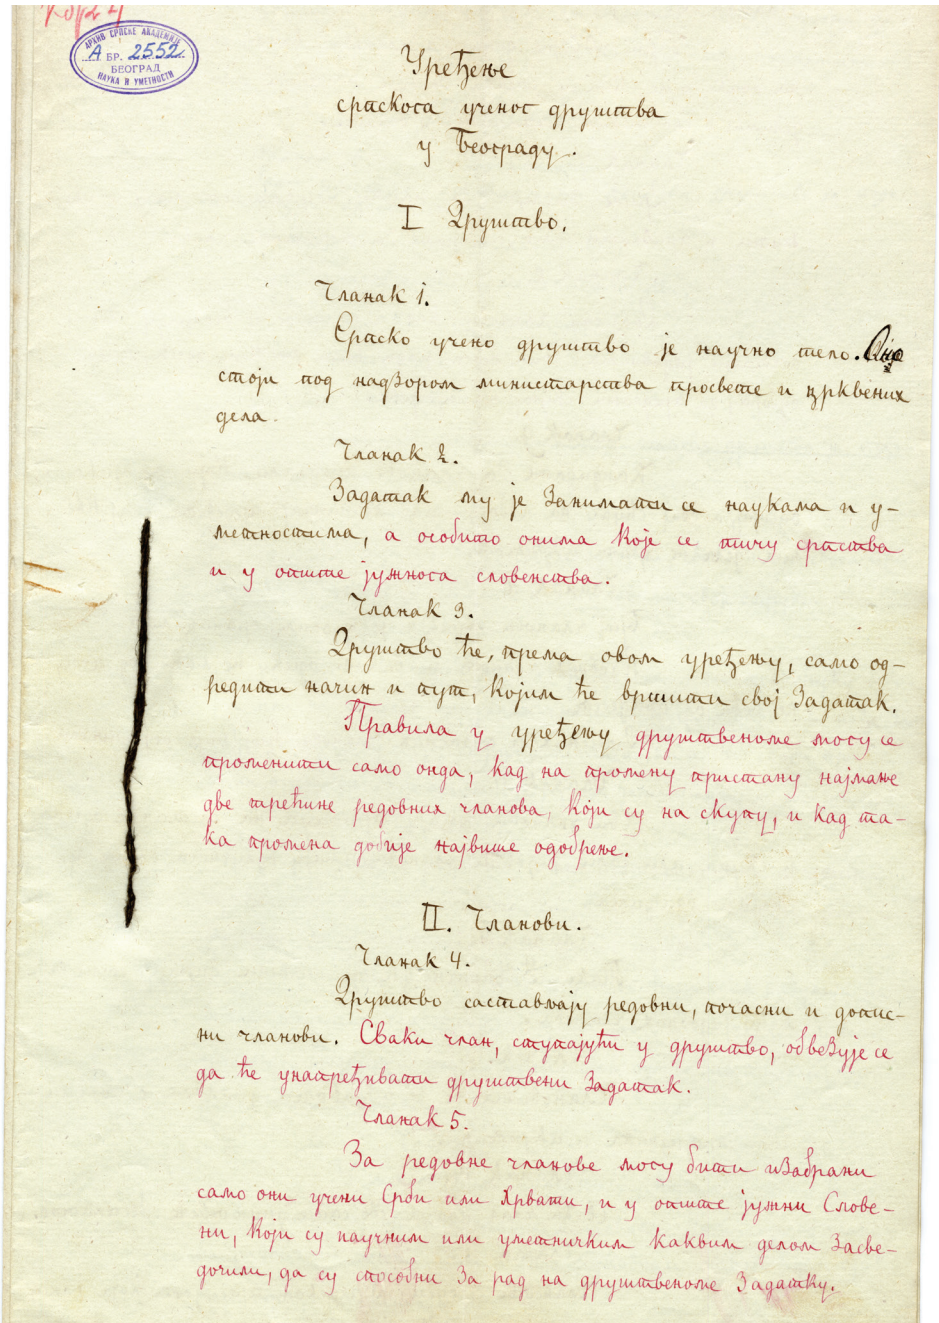 АРХИВ СРПСКЕ АКАДЕМИЈЕ
А БР. 2552
БЕОГРАД
НАУКА И УМЕТНОСТИ
Уређење
српскога ученог друштва
у Београду.
I Друштво.
Чланак 1.
Српско учено друштво је научно тело. Оно
стоји под надзором министарства просвете и црквених
дела.
Чланак 2.
Задатак му је занимати се наукама и у-
метностима, а особито онима које се тичу српства
и у опште јужнога словенства.
Чланак 3.
Друштво ће, према овом уређењу, само од-
редити начин и пут, којим ће вршити свој задатак.
Правила у уређењу друштвеноме могу се
променити само онда, кад на промену пристану најмање
две трећине редовних чланова, који су на скупу, и кад та-
ка промена добије највише одобрење.
II. Чланови.
Чланак 4.
Друштво састављају редовни, почасни и допис-
ни чланови. Сваки члан, ступајући у друштво, обвезује се
да ће унапређивати друштвени задатак.
Чланак 5.
За редовне чланове могу бити изабрани
само они учени Срби или Хрвати, и у опште јужни Слове-
ни, који су научним или уметничким каквим делом засве-
дочили, да су способни за рад на друштвеноме задатку.